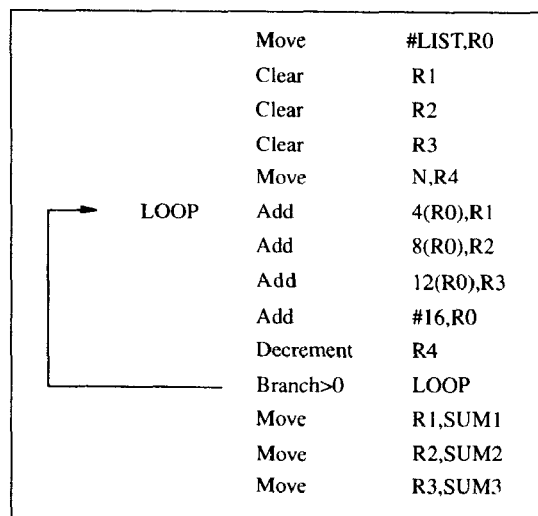 Move #LIST,R0
Clear R1
Clear R2
Clear R3
Move N,R4
LOOP Add 4(R0),R1
Add 8(R0),R2
Add 12(R0),R3
Add #16,R0
Decrement R4
Branch>0 LOOP
Move R1,SUM1
Move R2,SUM2
Move R3,SUM3